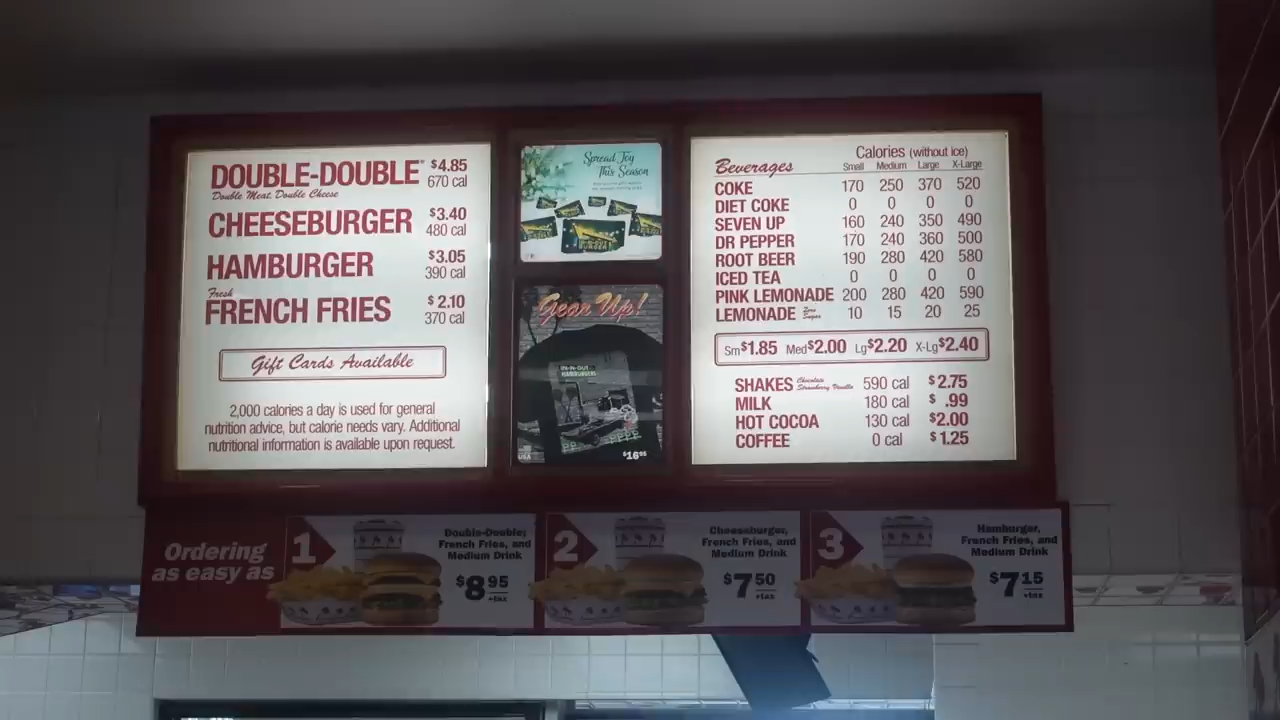 DOUBLE-DOUBLE $4.85
Double Meat, Double Cheese 670 cal
CHEESEBURGER $3.40
480 cal
HAMBURGER $3.05
390 cal
Fresh
FRENCH FRIES $2.10
370 cal
Gift Cards Available
2,000 calories a day is used for general
nutrition advice, but calorie needs vary. Additional
nutritional information is available upon request.
Spread Joy
This Season
IN-N-OUT
BURGER
Gear Up!
IN-N-OUT
HAMBURGERS
USA
$16.95
Calories (without ice)
Beverages Small Medium Large X-Large
COKE 170 250 370 520
DIET COKE 0 0 0 0
SEVEN UP 160 240 350 490
DR PEPPER 170 240 360 500
ROOT BEER 190 280 420 580
ICED TEA 0 0 0 0
PINK LEMONADE 200 280 420 590
LEMONADE Zero Sugar 10 15 20 25
Sm $1.85 Med $2.00 Lg $2.20 X-Lg $2.40
SHAKES Chocolate Strawberry Vanilla 590 cal $2.75
MILK 180 cal $ .99
HOT COCOA 130 cal $2.00
COFFEE 0 cal $1.25
Ordering
as easy as
1
Double-Double,
French Fries, and
Medium Drink
$8.95
+tax
2
Cheeseburger,
French Fries, and
Medium Drink
$7.50
+tax
3
Hamburger,
French Fries, and
Medium Drink
$7.15
+tax